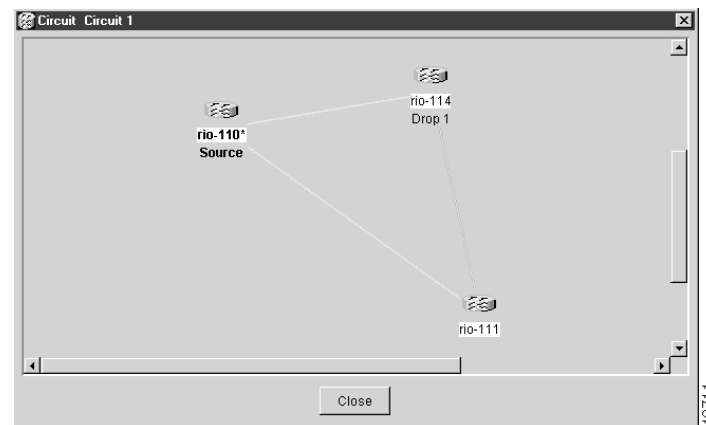 Circuit Circuit 1
rio-114
Drop 1
rio-110*
Source
rio-111
Close